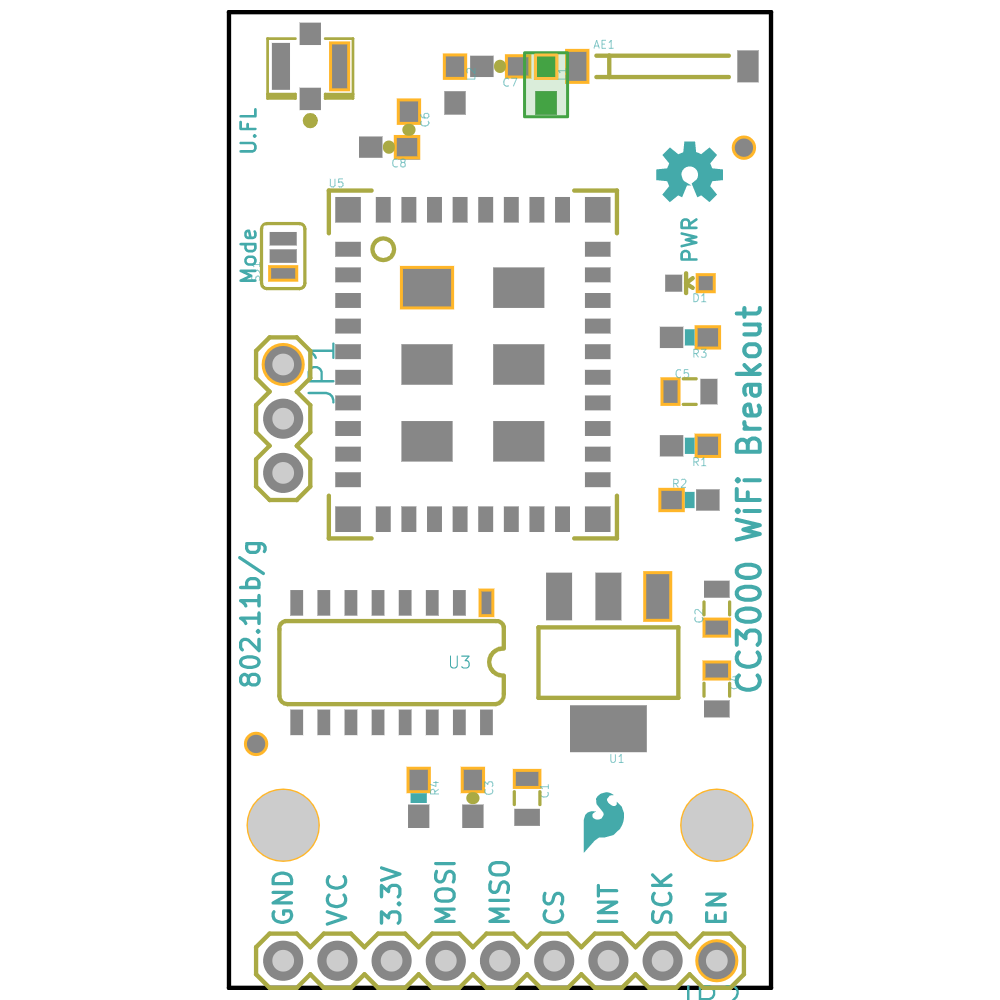 AE1
C7
C6
C8
U.FL
U5
PWR
Mode
D1
R3
JP1
C5
R1
R2
CC3000 WiFi Breakout
802.11b/g
C2
U3
U1
R4
C3
C1
GND
VCC
3.3V
MOSI
MISO
CS
INT
SCK
EN